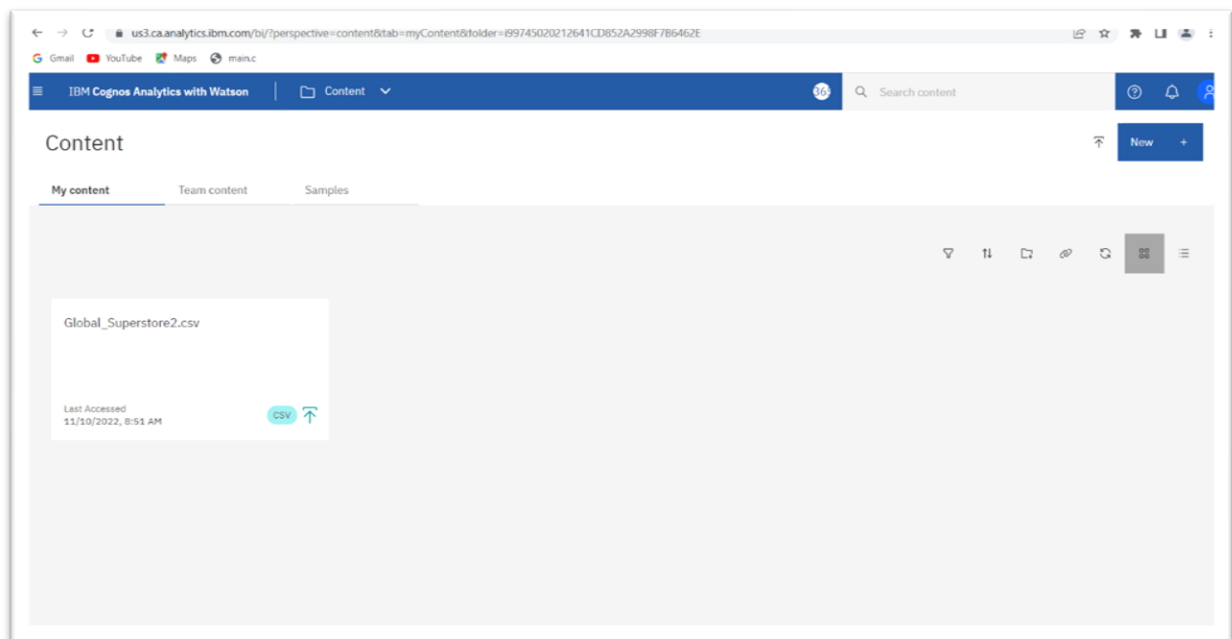 us3.ca.analytics.ibm.com/bi/?perspective=content&tab=myContent&folder=i99745020212641CD852A2998F7B6462E
Gmail YouTube Maps main.c
IBM Cognos Analytics with Watson Content Search content
Content New +
My content Team content Samples
Global_Superstore2.csv
Last Accessed
11/10/2022, 8:51 AM CSV